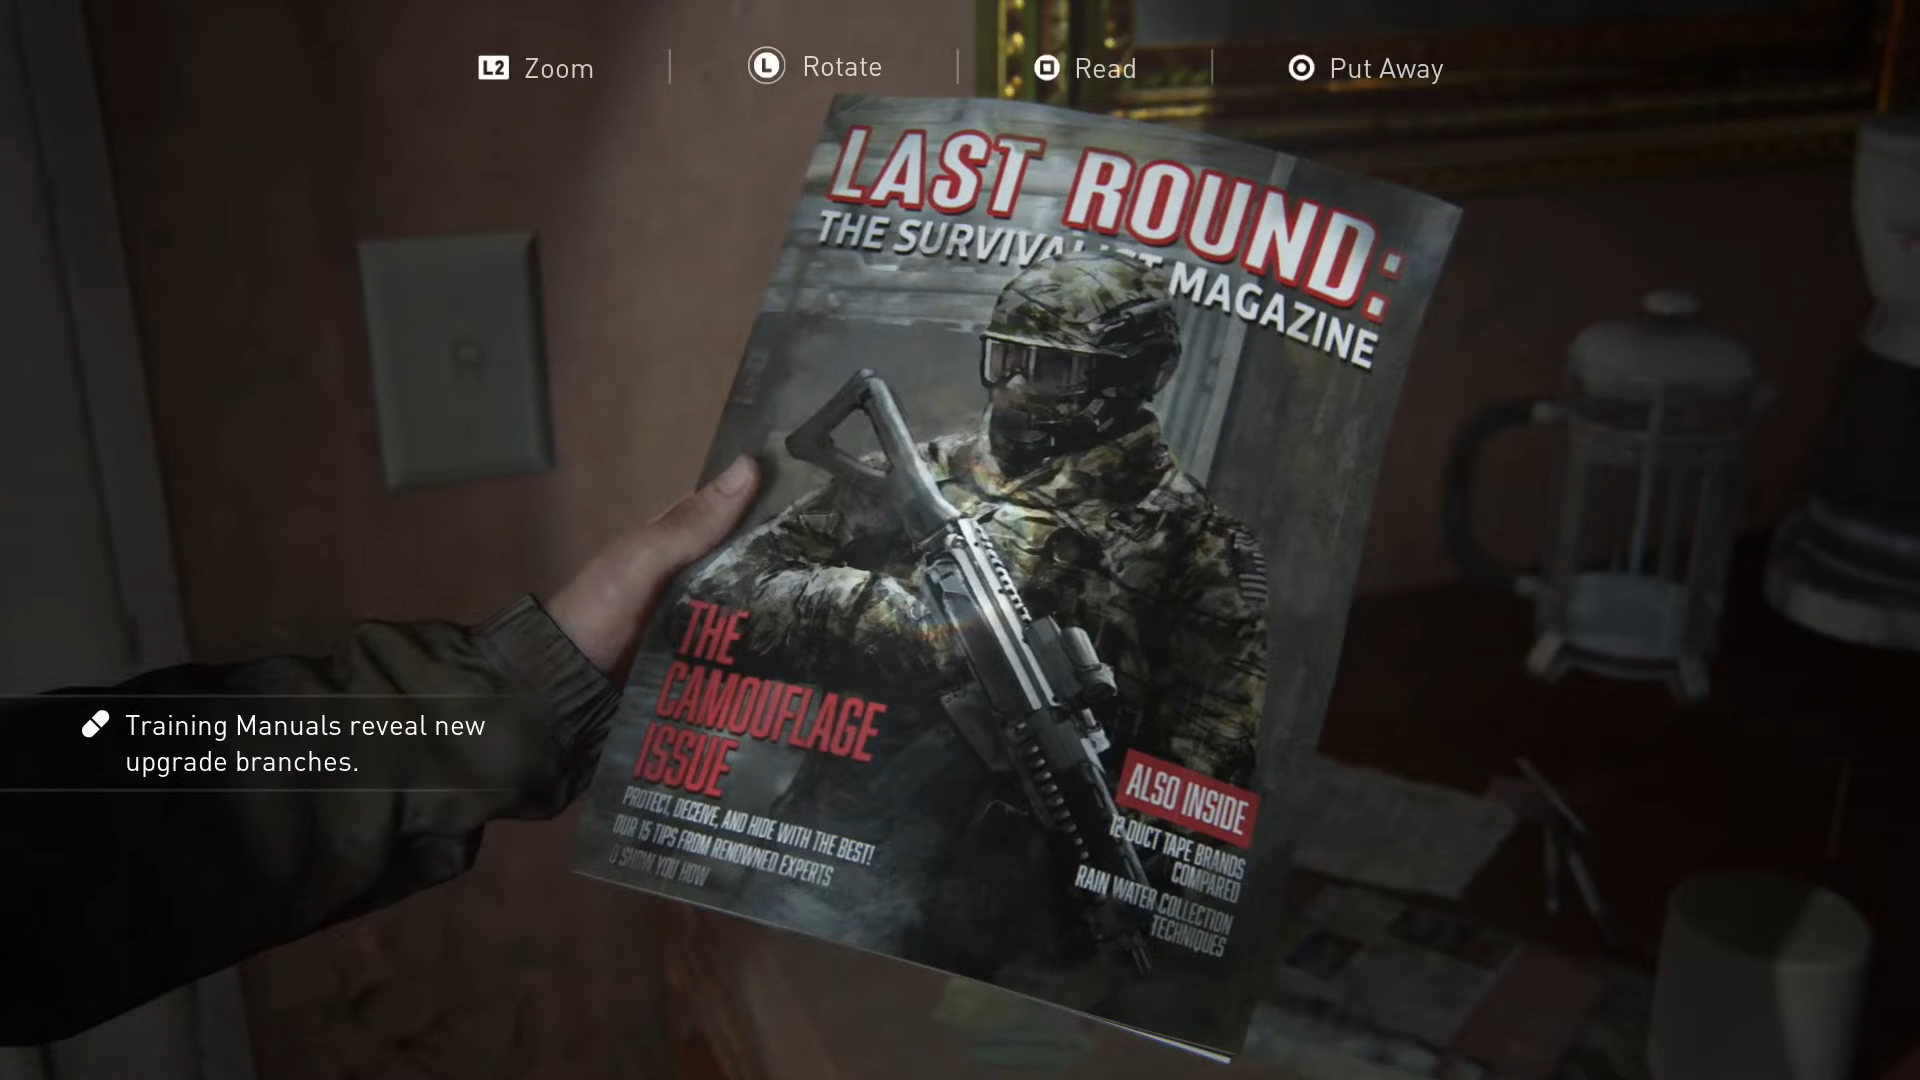 L2 Zoom
L Rotate
Read
Put Away
LAST ROUND:
THE SURVIVALIST MAGAZINE
THE
CAMOUFLAGE
ISSUE
PROTECT, DECEIVE, AND HIDE WITH THE BEST!
OUR 15 TIPS FROM RENOWNED EXPERTS
SHOW YOU HOW
ALSO INSIDE
12 DUCT TAPE BRANDS
COMPARED
RAIN WATER COLLECTION
TECHNIQUES
Training Manuals reveal new
upgrade branches.